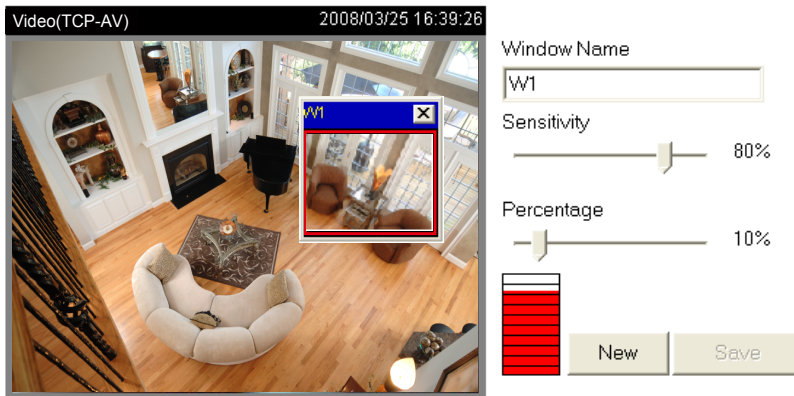 Video(TCP-AV) 2008/03/25 16:39:26
Window Name
W1
W1
Sensitivity
80%
Percentage
10%
New Save